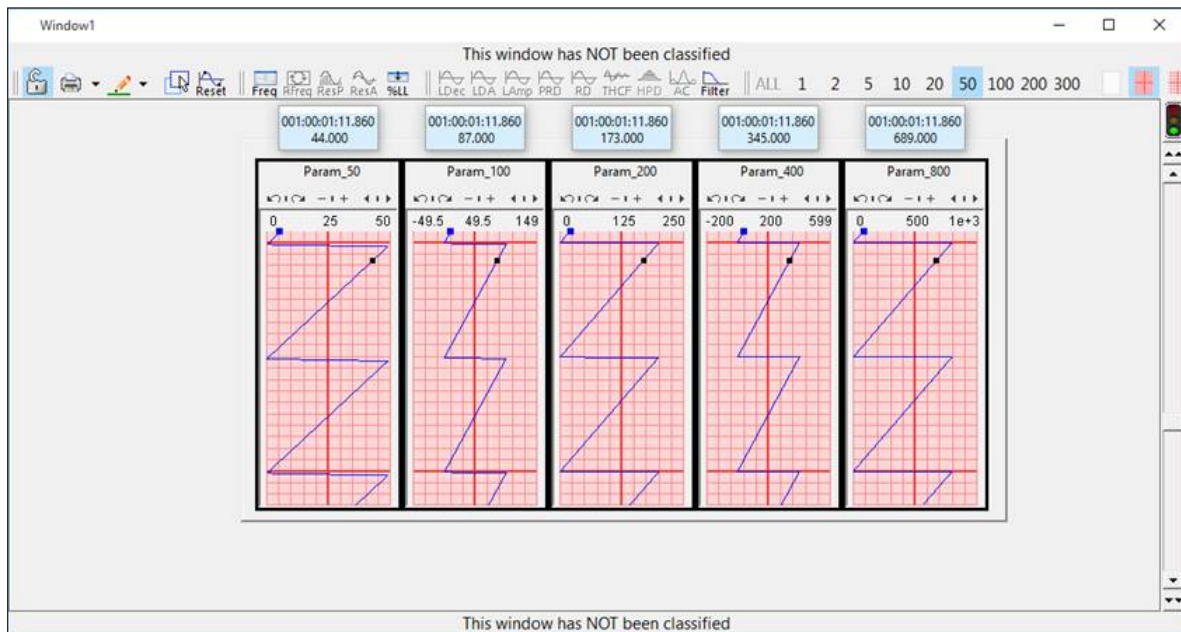 Window1
This window has NOT been classified
Reset Freq RFreq ResP ResA %LL LDec LDA LAmp PRD RD THCF HPD AC Filter ALL 1 2 5 10 20 50 100 200 300
001:00:01:11.860 001:00:01:11.860 001:00:01:11.860 001:00:01:11.860 001:00:01:11.860
44.000 87.000 173.000 345.000 689.000
Param_50 Param_100 Param_200 Param_400 Param_800
0 25 50 -49.5 49.5 149 0 125 250 -200 200 599 0 500 1e+3
This window has NOT been classified